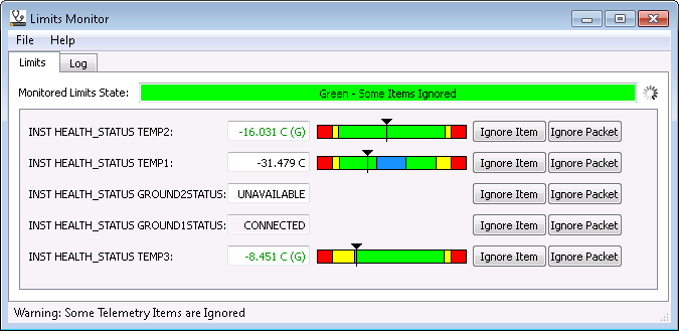 Limits Monitor
File Help
Limits Log
Monitored Limits State: Green - Some Items Ignored
INST HEALTH_STATUS TEMP2: -16.031 C (G) Ignore Item Ignore Packet
INST HEALTH_STATUS TEMP1: -31.479 C Ignore Item Ignore Packet
INST HEALTH_STATUS GROUND2STATUS: UNAVAILABLE Ignore Item Ignore Packet
INST HEALTH_STATUS GROUND1STATUS: CONNECTED Ignore Item Ignore Packet
INST HEALTH_STATUS TEMP3: -8.451 C (G) Ignore Item Ignore Packet
Warning: Some Telemetry Items are Ignored